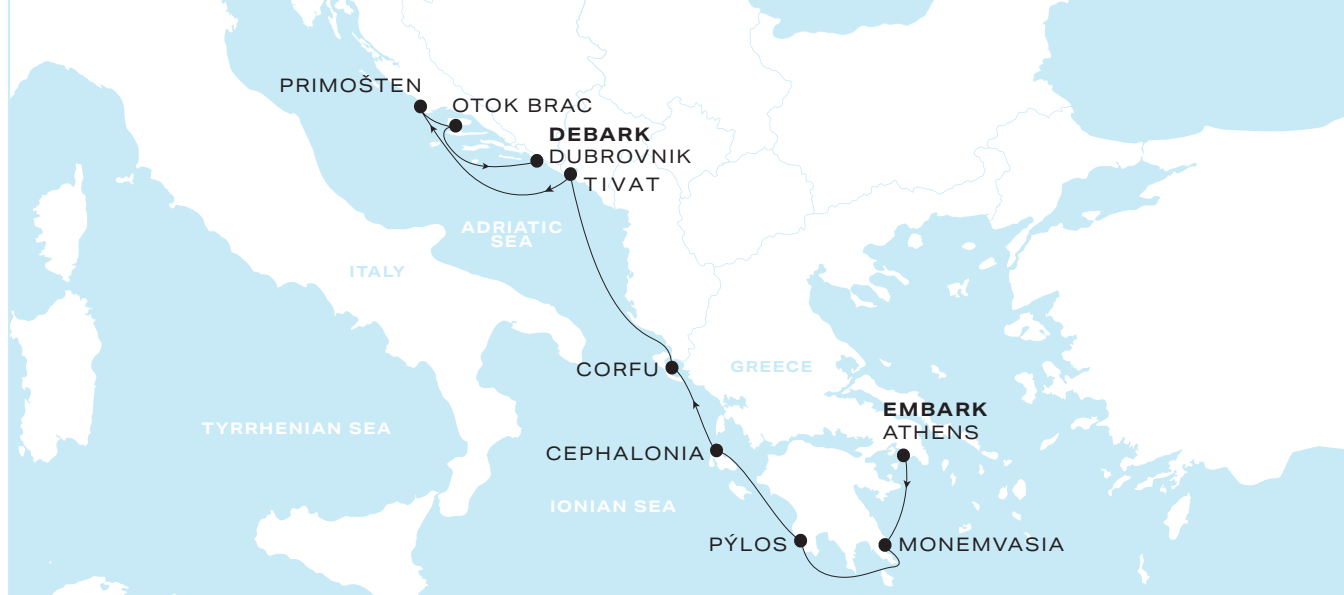 PRIMOŠTEN
OTOK BRAC
DEBARK
DUBROVNIK
TIVAT
ADRIATIC
SEA
ITALY
CORFU
GREECE
EMBARK
ATHENS
TYRRHENIAN SEA
CEPHALONIA
IONIAN SEA
PÝLOS
MONEMVASIA